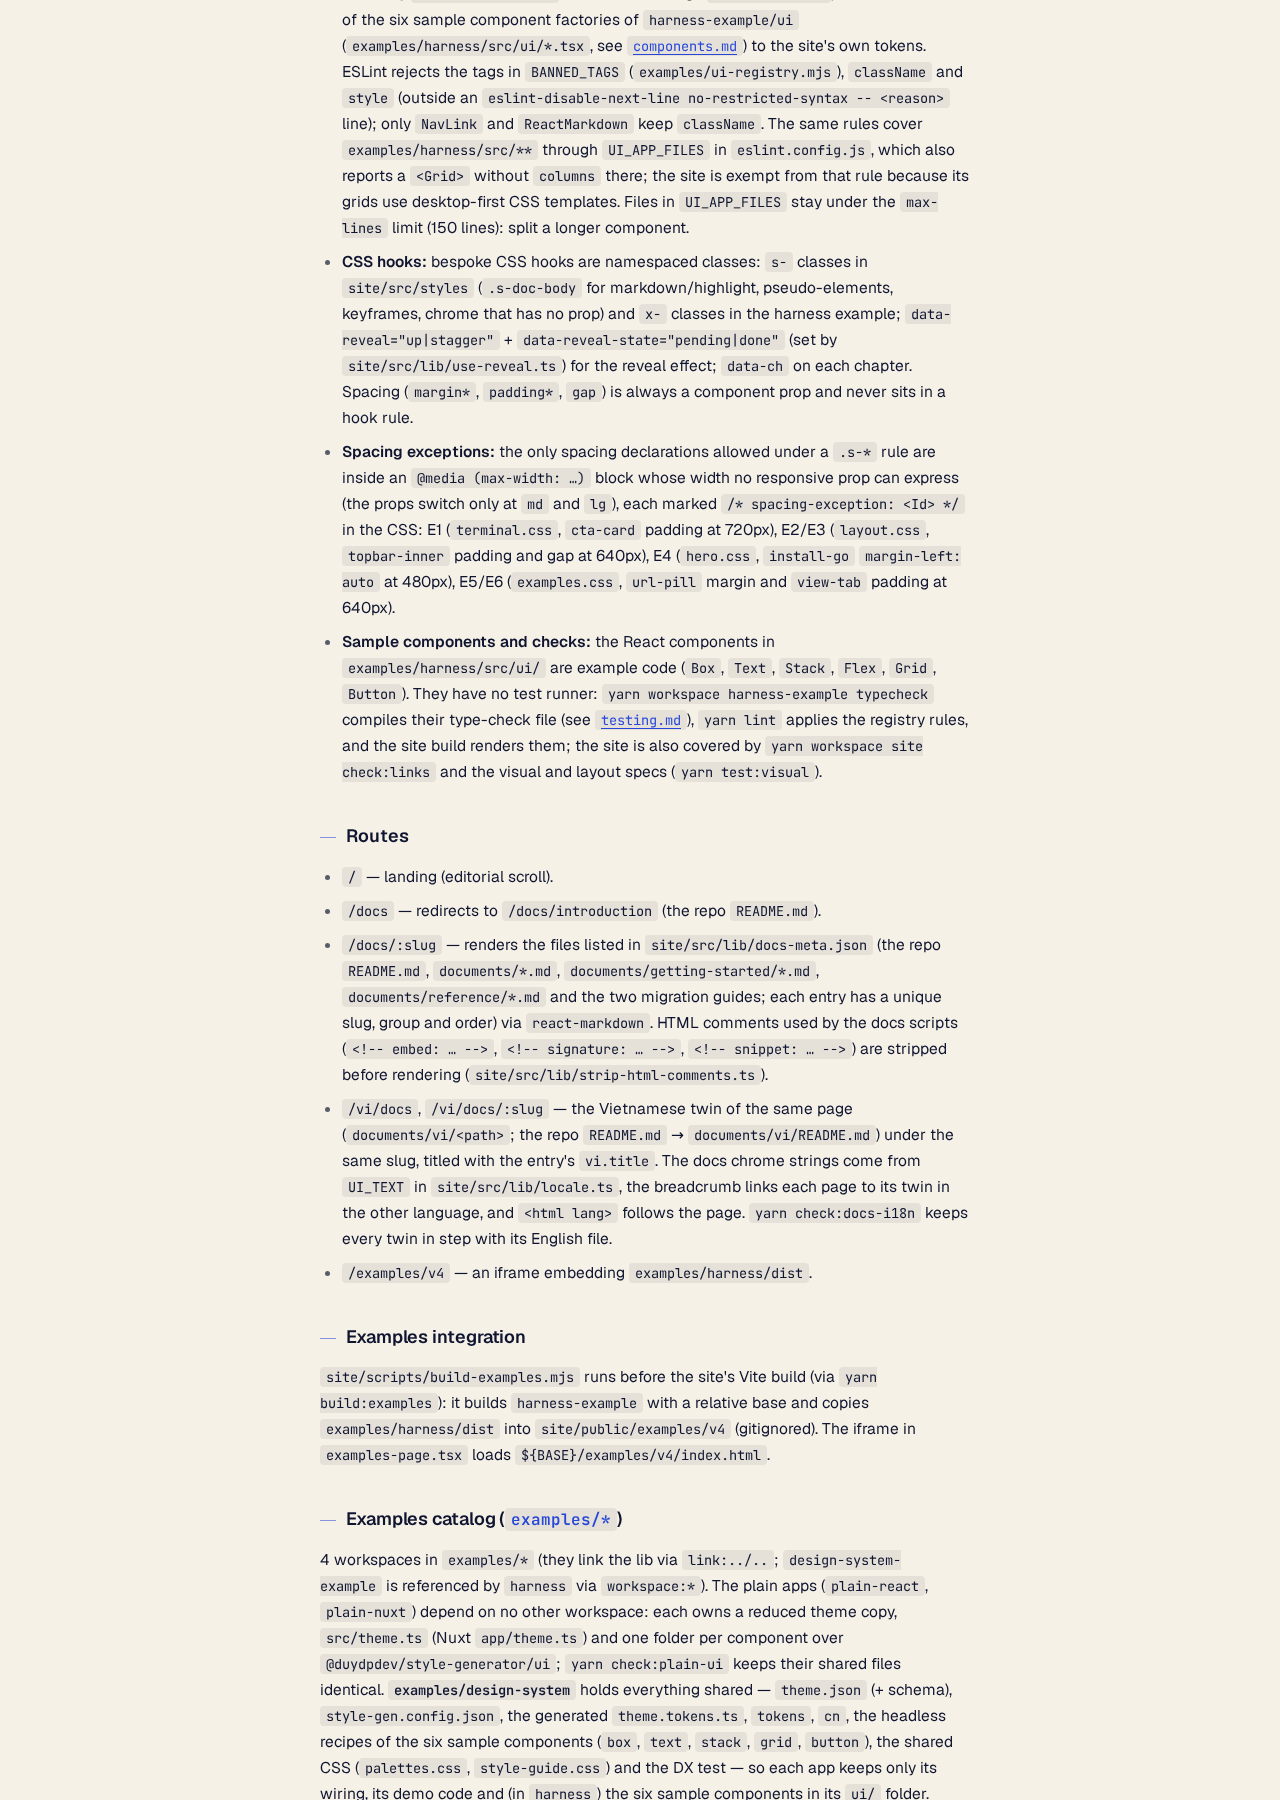 of the six sample component factories of harness-example/ui
( examples/harness/src/ui/*.tsx , see components.md ) to the site's own tokens.
ESLint rejects the tags in BANNED_TAGS ( examples/ui-registry.mjs ), className and
style (outside an eslint-disable-next-line no-restricted-syntax -- <reason>
line); only NavLink and ReactMarkdown keep className . The same rules cover
examples/harness/src/** through UI_APP_FILES in eslint.config.js , which also
reports a <Grid> without columns there; the site is exempt from that rule because its
grids use desktop-first CSS templates. Files in UI_APP_FILES stay under the max-
lines limit (150 lines): split a longer component.
• CSS hooks: bespoke CSS hooks are namespaced classes: s- classes in
site/src/styles ( .s-doc-body for markdown/highlight, pseudo-elements,
keyframes, chrome that has no prop) and x- classes in the harness example; data-
reveal="up|stagger" + data-reveal-state="pending|done" (set by
site/src/lib/use-reveal.ts ) for the reveal effect; data-ch on each chapter.
Spacing ( margin* , padding* , gap ) is always a component prop and never sits in a
hook rule.
• Spacing exceptions: the only spacing declarations allowed under a .s-* rule are
inside an @media (max-width: …) block whose width no responsive prop can express
(the props switch only at md and lg ), each marked /* spacing-exception: <Id> */
in the CSS: E1 ( terminal.css , cta-card padding at 720px), E2/E3 ( layout.css ,
topbar-inner padding and gap at 640px), E4 ( hero.css , install-go margin-left:
auto at 480px), E5/E6 ( examples.css , url-pill margin and view-tab padding at
640px).
• Sample components and checks: the React components in
examples/harness/src/ui/ are example code ( Box , Text , Stack , Flex , Grid ,
Button ). They have no test runner: yarn workspace harness-example typecheck
compiles their type-check file (see testing.md ), yarn lint applies the registry rules,
and the site build renders them; the site is also covered by yarn workspace site
check:links and the visual and layout specs ( yarn test:visual ).
— Routes
• / — landing (editorial scroll).
• /docs — redirects to /docs/introduction (the repo README.md ).
• /docs/:slug — renders the files listed in site/src/lib/docs-meta.json (the repo
README.md , documents/*.md , documents/getting-started/*.md ,
documents/reference/*.md and the two migration guides; each entry has a unique
slug, group and order) via react-markdown . HTML comments used by the docs scripts
( <!-- embed: … --> , <!-- signature: … --> , <!-- snippet: … --> ) are stripped
before rendering ( site/src/lib/strip-html-comments.ts ).
• /vi/docs , /vi/docs/:slug — the Vietnamese twin of the same page
( documents/vi/<path> ; the repo README.md → documents/vi/README.md ) under the
same slug, titled with the entry's vi.title . The docs chrome strings come from
UI_TEXT in site/src/lib/locale.ts , the breadcrumb links each page to its twin in
the other language, and <html lang> follows the page. yarn check:docs-i18n keeps
every twin in step with its English file.
• /examples/v4 — an iframe embedding examples/harness/dist .
— Examples integration
site/scripts/build-examples.mjs runs before the site's Vite build (via yarn
build:examples ): it builds harness-example with a relative base and copies
examples/harness/dist into site/public/examples/v4 (gitignored). The iframe in
examples-page.tsx loads ${BASE}/examples/v4/index.html .
— Examples catalog ( examples/* )
4 workspaces in examples/* (they link the lib via link:../.. ; design-system-
example is referenced by harness via workspace:* ). The plain apps ( plain-react ,
plain-nuxt ) depend on no other workspace: each owns a reduced theme copy,
src/theme.ts (Nuxt app/theme.ts ) and one folder per component over
@duydpdev/style-generator/ui ; yarn check:plain-ui keeps their shared files
identical. examples/design-system holds everything shared — theme.json (+ schema),
style-gen.config.json , the generated theme.tokens.ts , tokens , cn , the headless
recipes of the six sample components ( box , text , stack , grid , button ), the shared
CSS ( palettes.css , style-guide.css ) and the DX test — so each app keeps only its
wiring, its demo code and (in harness ) the six sample components in its ui/ folder.